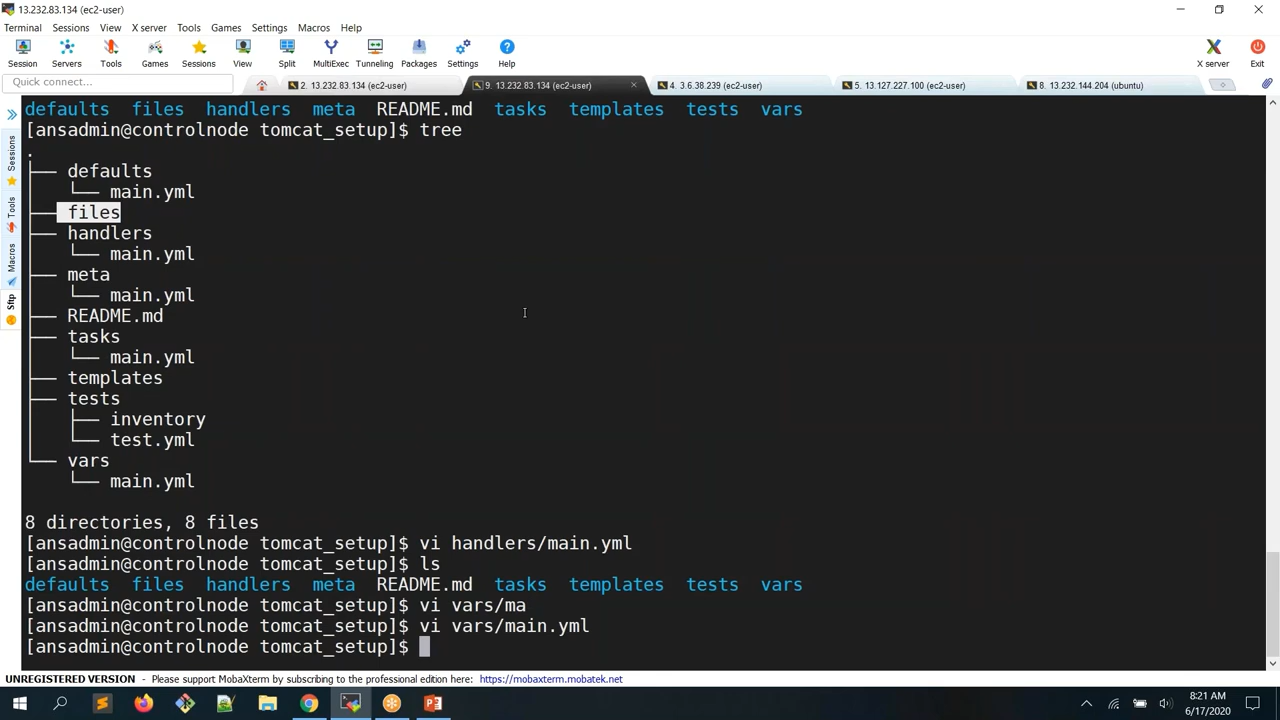 13.232.83.134 (ec2-user)
Terminal Sessions View X server Tools Games Settings Macros Help
Session Servers Tools Games Sessions View Split MultiExec Tunneling Packages Settings Help X server Exit
Quick connect... 2. 13.232.83.134 (ec2-user) 9. 13.232.83.134 (ec2-user) 4. 3.6.38.239 (ec2-user) 5. 13.127.227.100 (ec2-user) 8. 13.232.144.204 (ubuntu)
Sessions
Tools
Macros
Sftp
defaults files handlers meta README.md tasks templates tests vars
[ansadmin@controlnode tomcat_setup]$ tree
.
├── defaults
│   └── main.yml
├── files
├── handlers
│   └── main.yml
├── meta
│   └── main.yml
├── README.md
├── tasks
│   └── main.yml
├── templates
├── tests
│   ├── inventory
│   └── test.yml
└── vars
    └── main.yml
8 directories, 8 files
[ansadmin@controlnode tomcat_setup]$ vi handlers/main.yml
[ansadmin@controlnode tomcat_setup]$ ls
defaults files handlers meta README.md tasks templates tests vars
[ansadmin@controlnode tomcat_setup]$ vi vars/ma
[ansadmin@controlnode tomcat_setup]$ vi vars/main.yml
[ansadmin@controlnode tomcat_setup]$
UNREGISTERED VERSION - Please support MobaXterm by subscribing to the professional edition here: https://mobaxterm.mobatek.net
8:21 AM
6/17/2020